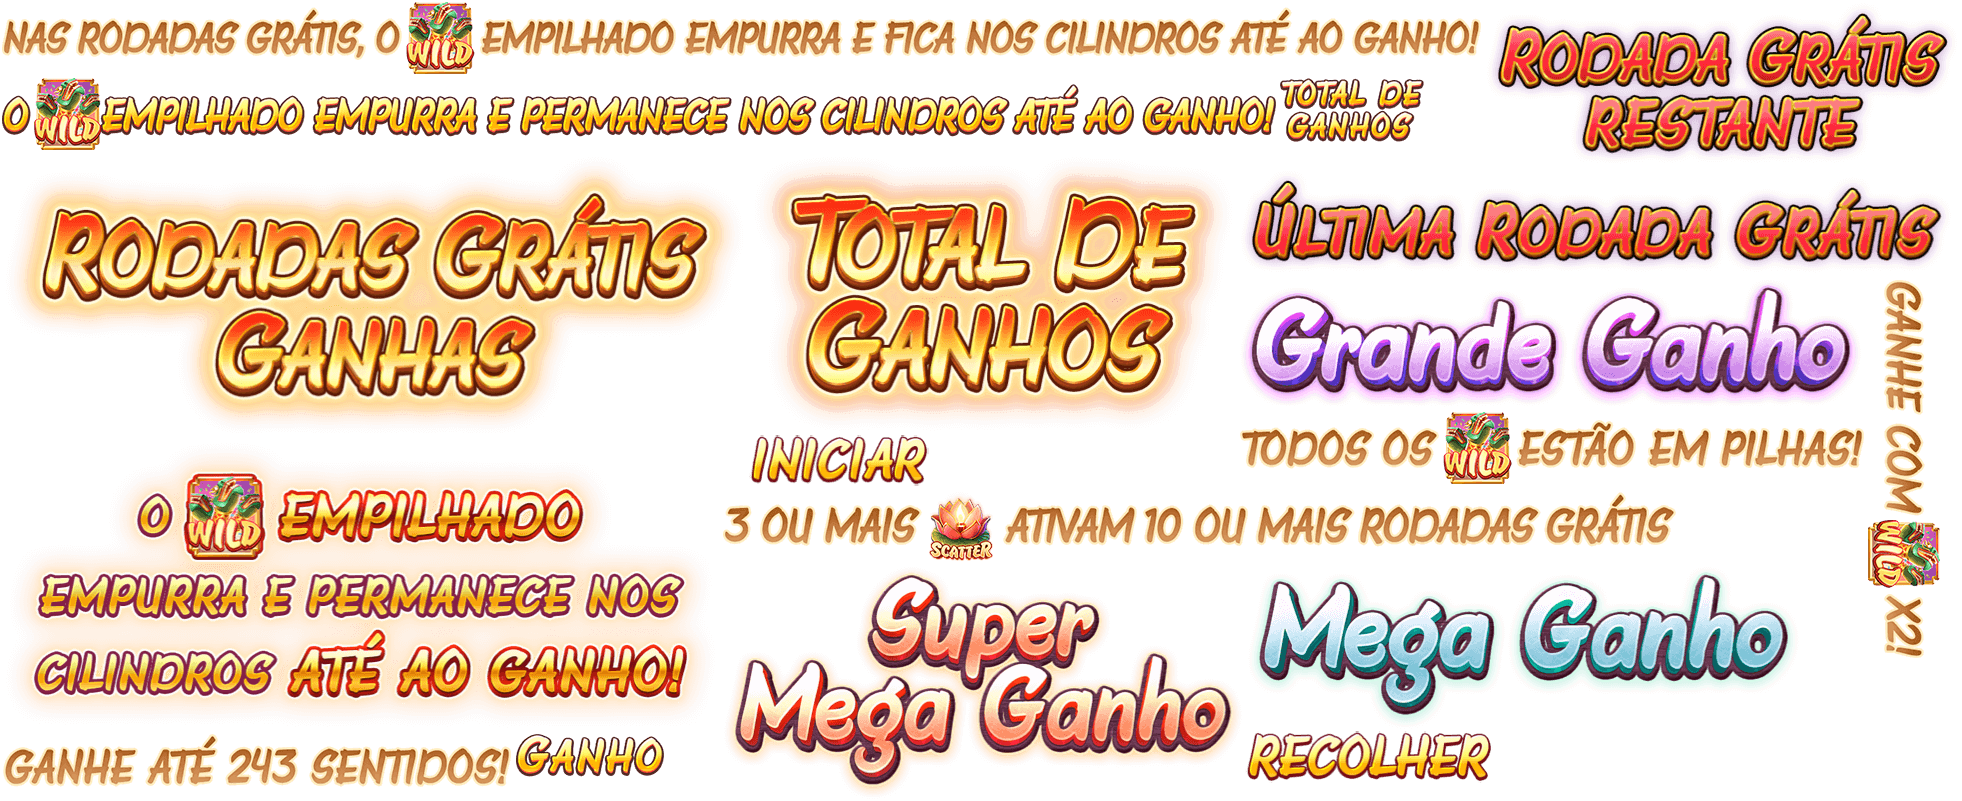 NAS RODADAS GRÁTIS, O WILD EMPILHADO EMPURRA E FICA NOS CILINDROS ATÉ AO GANHO!
O WILD EMPILHADO EMPURRA E PERMANECE NOS CILINDROS ATÉ AO GANHO!
TOTAL DE
GANHOS
RODADA GRÁTIS
RESTANTE
RODADAS GRÁTIS
GANHAS
TOTAL DE
GANHOS
ÚLTIMA RODADA GRÁTIS
Grande Ganho
GANHE COM WILD X2!
INICIAR
TODOS OS WILD ESTÃO EM PILHAS!
O WILD EMPILHADO
EMPURRA E PERMANECE NOS
CILINDROS ATÉ AO GANHO!
3 OU MAIS SCATTER ATIVAM 10 OU MAIS RODADAS GRÁTIS
Super
Mega Ganho
Mega Ganho
GANHE ATÉ 243 SENTIDOS!
GANHO
RECOLHER